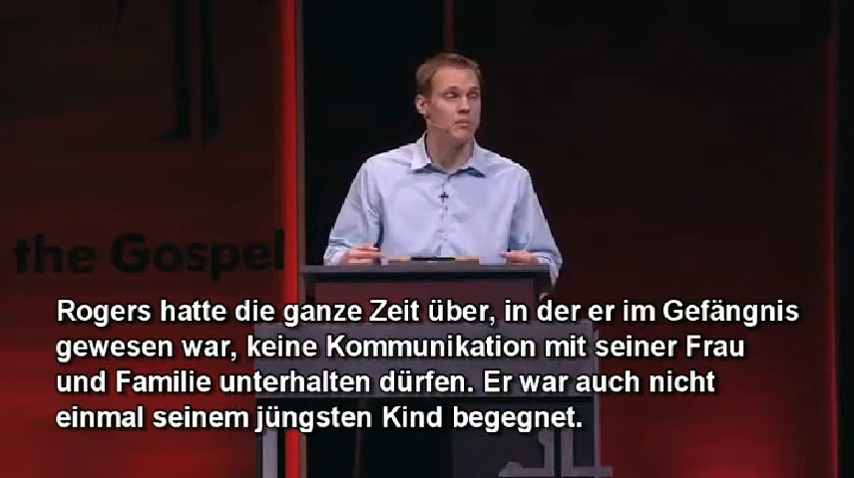 the Gospel
Rogers hatte die ganze Zeit über, in der er im Gefängnis
gewesen war, keine Kommunikation mit seiner Frau
und Familie unterhalten dürfen. Er war auch nicht
einmal seinem jüngsten Kind begegnet.